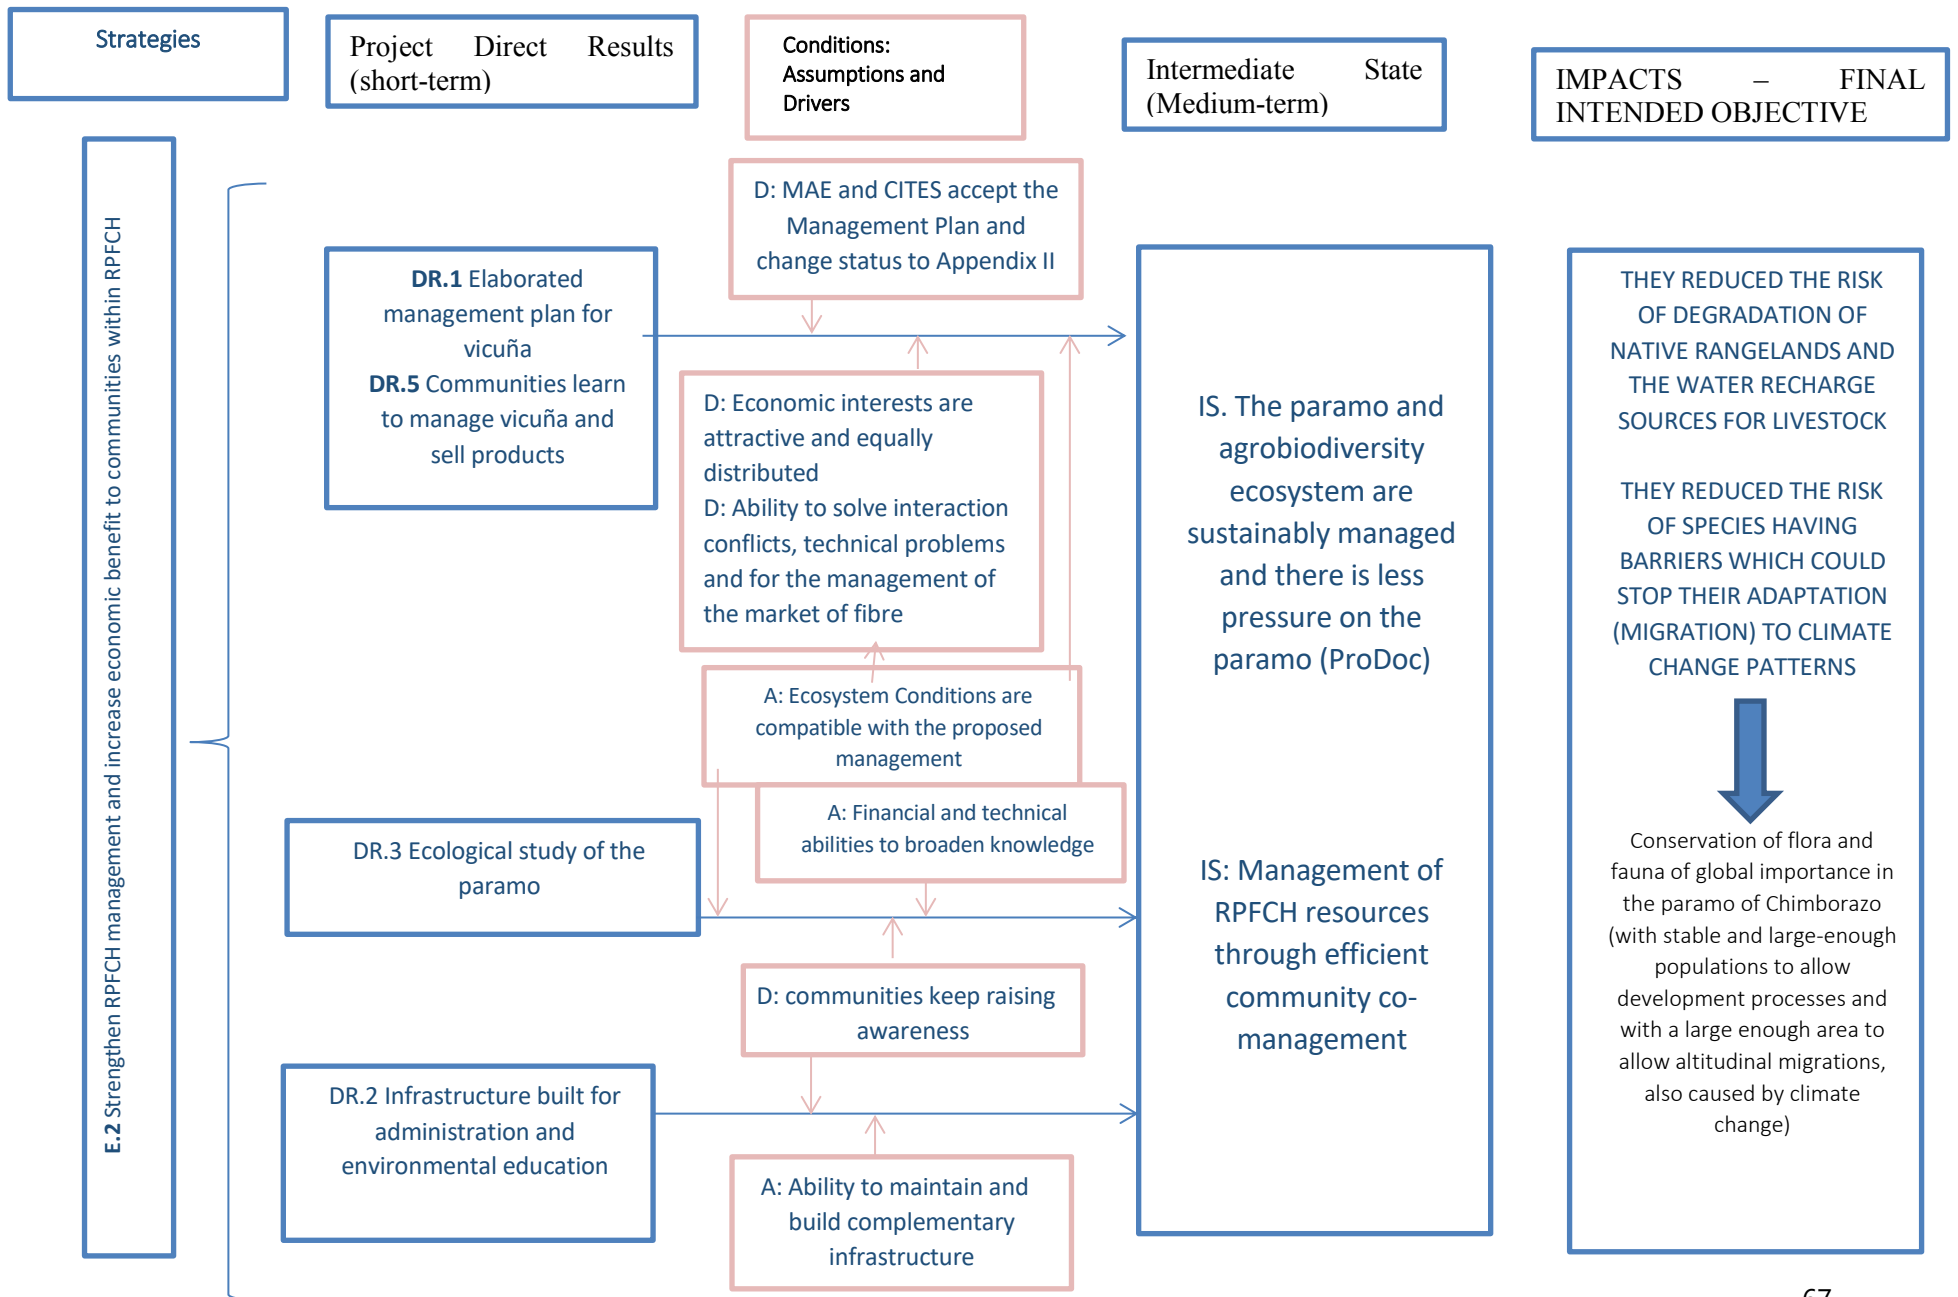 Strategies
Project Direct Results
(short-term)
Conditions:
Assumptions and
Drivers
Intermediate State
(Medium-term)
IMPACTS – FINAL
INTENDED OBJECTIVE
E.2 Strengthen RPFCH management and increase economic benefit to communities within RPFCH
DR.1 Elaborated
management plan for
vicuña
DR.5 Communities learn
to manage vicuña and
sell products
DR.3 Ecological study of the
paramo
DR.2 Infrastructure built for
administration and
environmental education
D: MAE and CITES accept the
Management Plan and
change status to Appendix II
D: Economic interests are
attractive and equally
distributed
D: Ability to solve interaction
conflicts, technical problems
and for the management of
the market of fibre
A: Ecosystem Conditions are
compatible with the proposed
management
A: Financial and technical
abilities to broaden knowledge
D: communities keep raising
awareness
A: Ability to maintain and
build complementary
infrastructure
IS. The paramo and
agrobiodiversity
ecosystem are
sustainably managed
and there is less
pressure on the
paramo (ProDoc)
IS: Management of
RPFCH resources
through efficient
community co-
management
THEY REDUCED THE RISK
OF DEGRADATION OF
NATIVE RANGELANDS AND
THE WATER RECHARGE
SOURCES FOR LIVESTOCK
THEY REDUCED THE RISK
OF SPECIES HAVING
BARRIERS WHICH COULD
STOP THEIR ADAPTATION
(MIGRATION) TO CLIMATE
CHANGE PATTERNS
Conservation of flora and
fauna of global importance in
the paramo of Chimborazo
(with stable and large-enough
populations to allow
development processes and
with a large enough area to
allow altitudinal migrations,
also caused by climate
change)
67